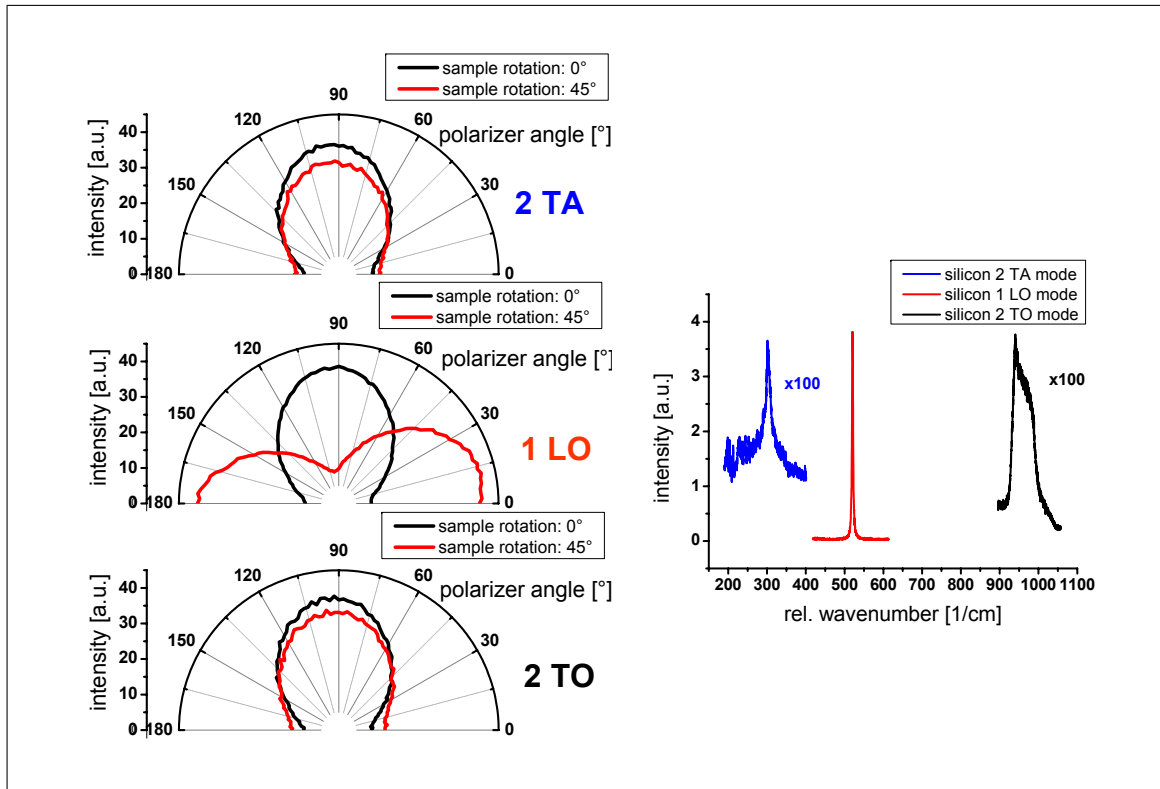 sample rotation: 0°
sample rotation: 45°
90
120
60
polarizer angle [°]
150
30
180
0
intensity [a.u.]
40
30
20
10
0
2 TA
sample rotation: 0°
sample rotation: 45°
90
120
60
polarizer angle [°]
150
30
180
0
intensity [a.u.]
40
30
20
10
0
1 LO
sample rotation: 0°
sample rotation: 45°
90
120
60
polarizer angle [°]
150
30
180
0
intensity [a.u.]
40
30
20
10
0
2 TO
silicon 2 TA mode
silicon 1 LO mode
silicon 2 TO mode
x100
x100
intensity [a.u.]
4
3
2
1
0
200 300 400 500 600 700 800 900 1000 1100
rel. wavenumber [1/cm]